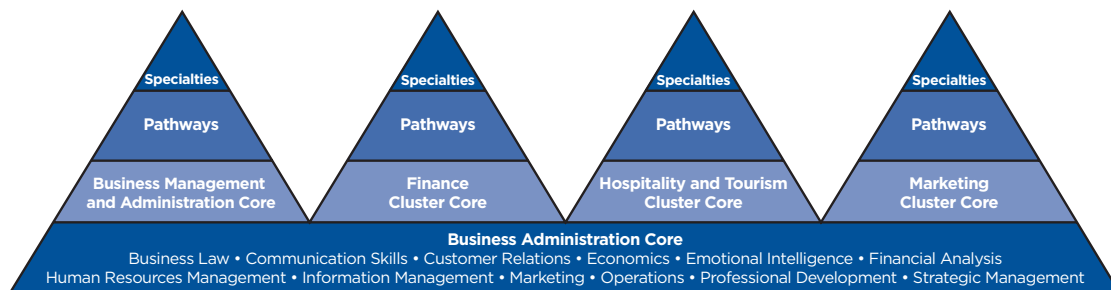 Specialties
Specialties
Specialties
Specialties
Pathways
Pathways
Pathways
Pathways
Business Management
and Administration Core
Finance
Cluster Core
Hospitality and Tourism
Cluster Core
Marketing
Cluster Core
Business Administration Core
Business Law • Communication Skills • Customer Relations • Economics • Emotional Intelligence • Financial Analysis
Human Resources Management • Information Management • Marketing • Operations • Professional Development • Strategic Management